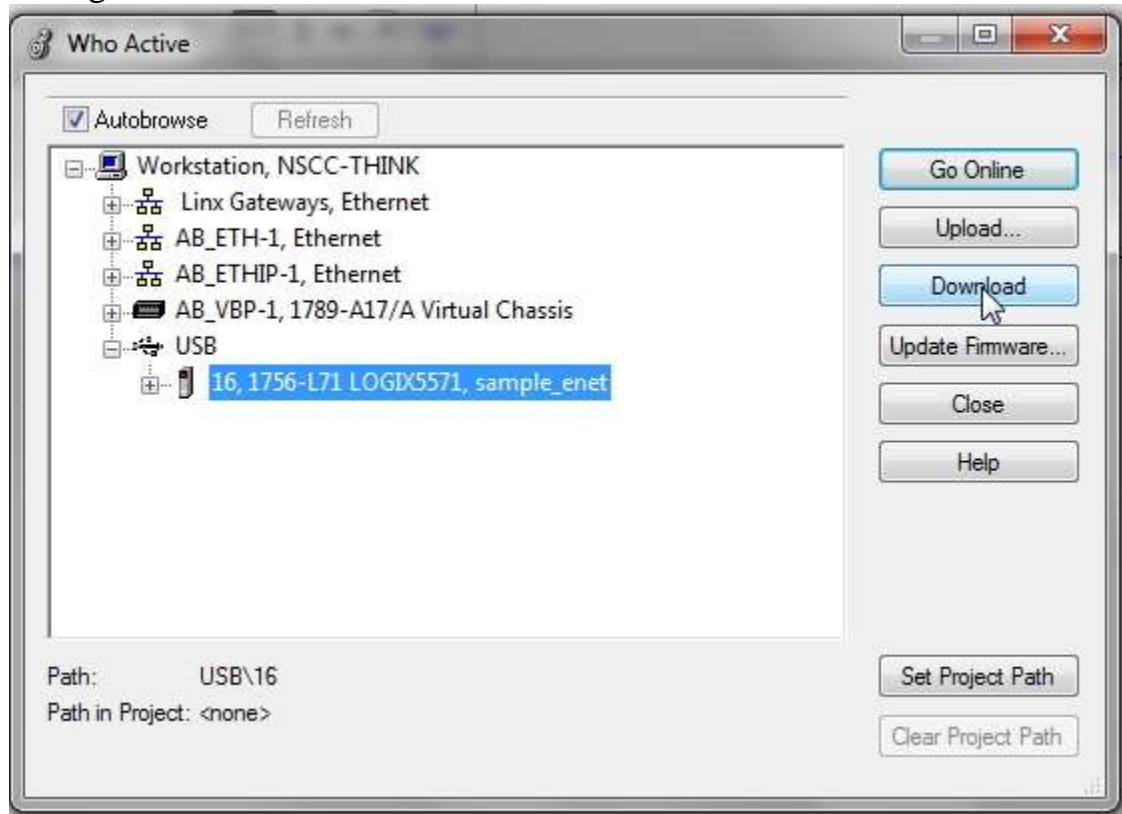 Who Active
Autobrowse Refresh
Workstation, NSCC-THINK
Linx Gateways, Ethernet
AB_ETH-1, Ethernet
AB_ETHIP-1, Ethernet
AB_VBP-1, 1789-A17/A Virtual Chassis
USB
16, 1756-L71 LOGIX5571, sample_enet
Go Online
Upload...
Download
Update Firmware...
Close
Help
Path: USB\16
Path in Project: <none>
Set Project Path
Clear Project Path